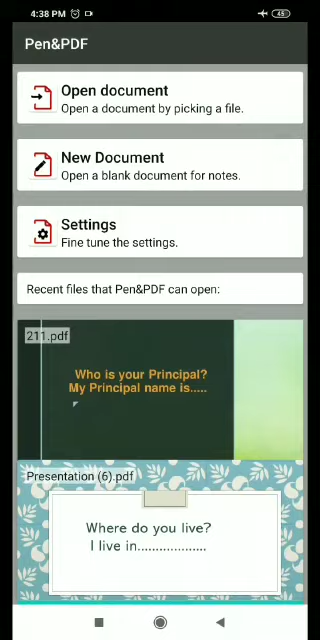 4:38 PM
45
Pen&PDF
Open document
Open a document by picking a file.
New Document
Open a blank document for notes.
Settings
Fine tune the settings.
Recent files that Pen&PDF can open:
211.pdf
Who is your Principal?
My Principal name is.....
Presentation (6).pdf
Where do you live?
I live in...................